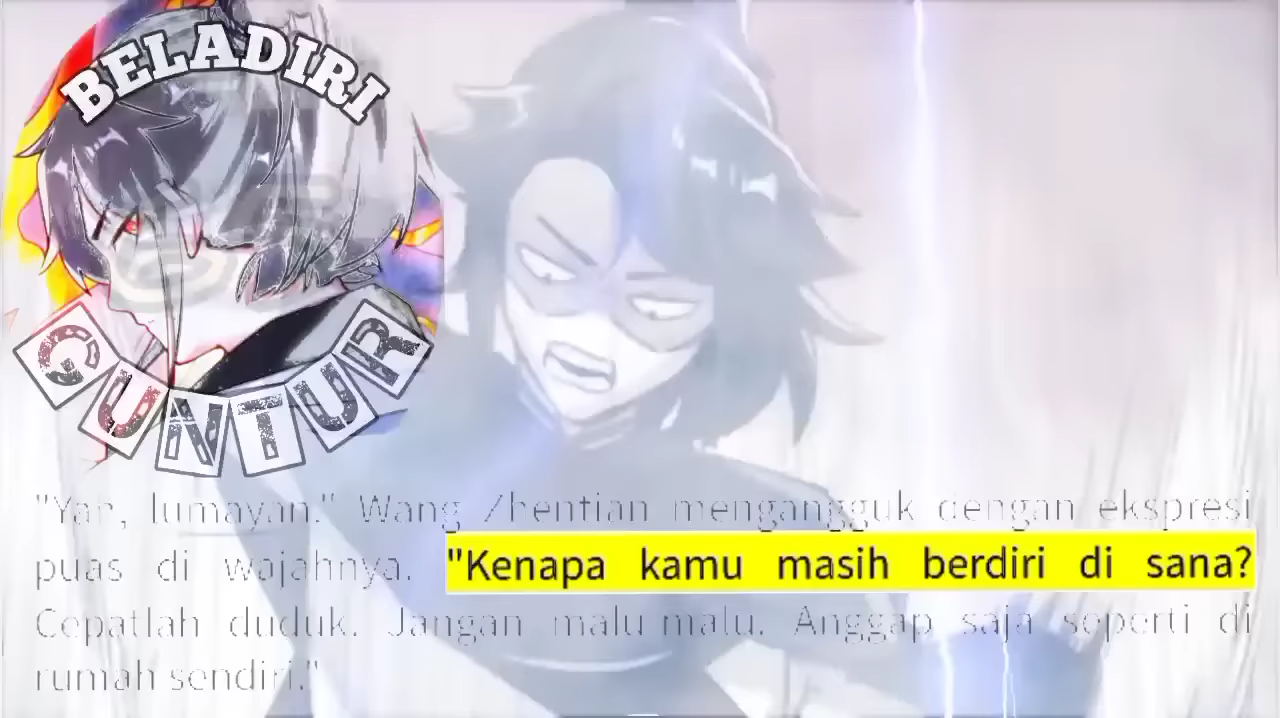 BELADIRI
GUNTUR
"Yah, lumayan." Wang Zhentian mengangguk dengan ekspresi
puas di wajahnya. "Kenapa kamu masih berdiri di sana?
Cepatlah duduk. Jangan malu malu. Anggap saja seperti di
rumah sendiri."